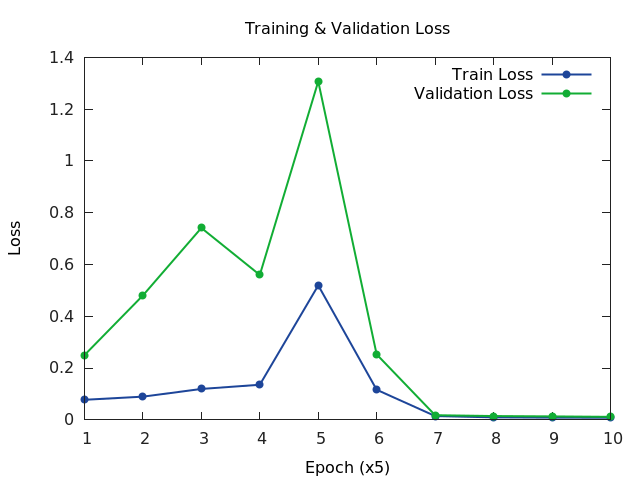 Training & Validation Loss
Train Loss
Validation Loss
1.4
1.2
1
0.8
0.6
0.4
0.2
0
1 2 3 4 5 6 7 8 9 10
Loss
Epoch (x5)